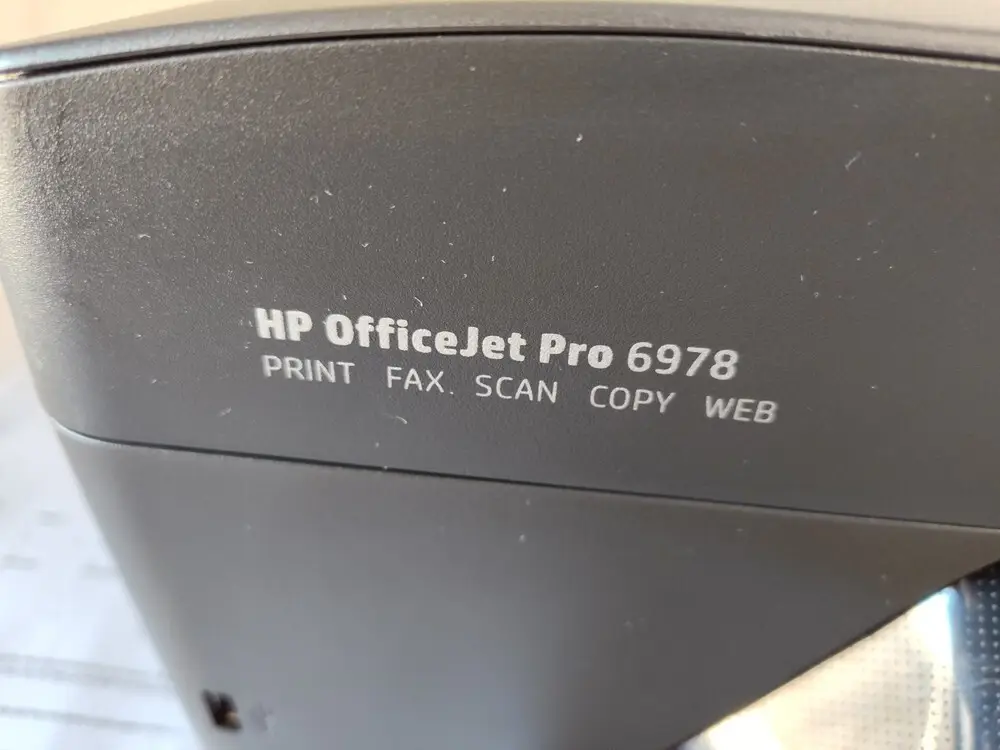 HP OfficeJet Pro 6978
PRINT FAX SCAN COPY WEB